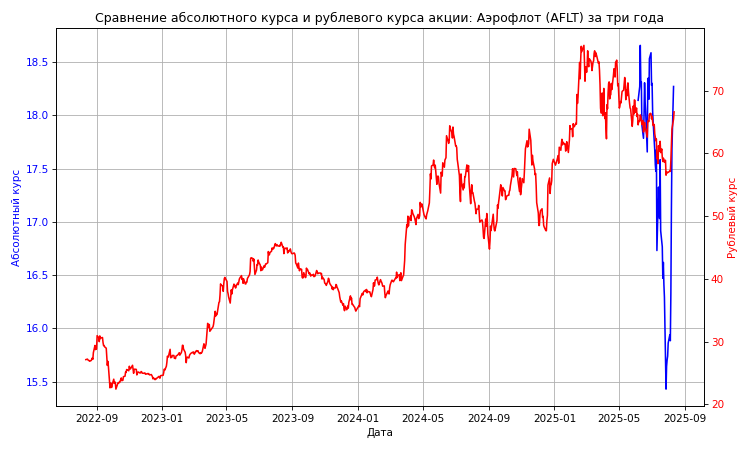 Сравнение абсолютного курса и рублевого курса акции: Аэрофлот (AFLT) за три года
18.5
18.0
17.5
17.0
16.5
16.0
15.5
Абсолютный курс
70
60
50
40
30
20
Рублевый курс
2022-09 2023-01 2023-05 2023-09 2024-01 2024-05 2024-09 2025-01 2025-05 2025-09
Дата